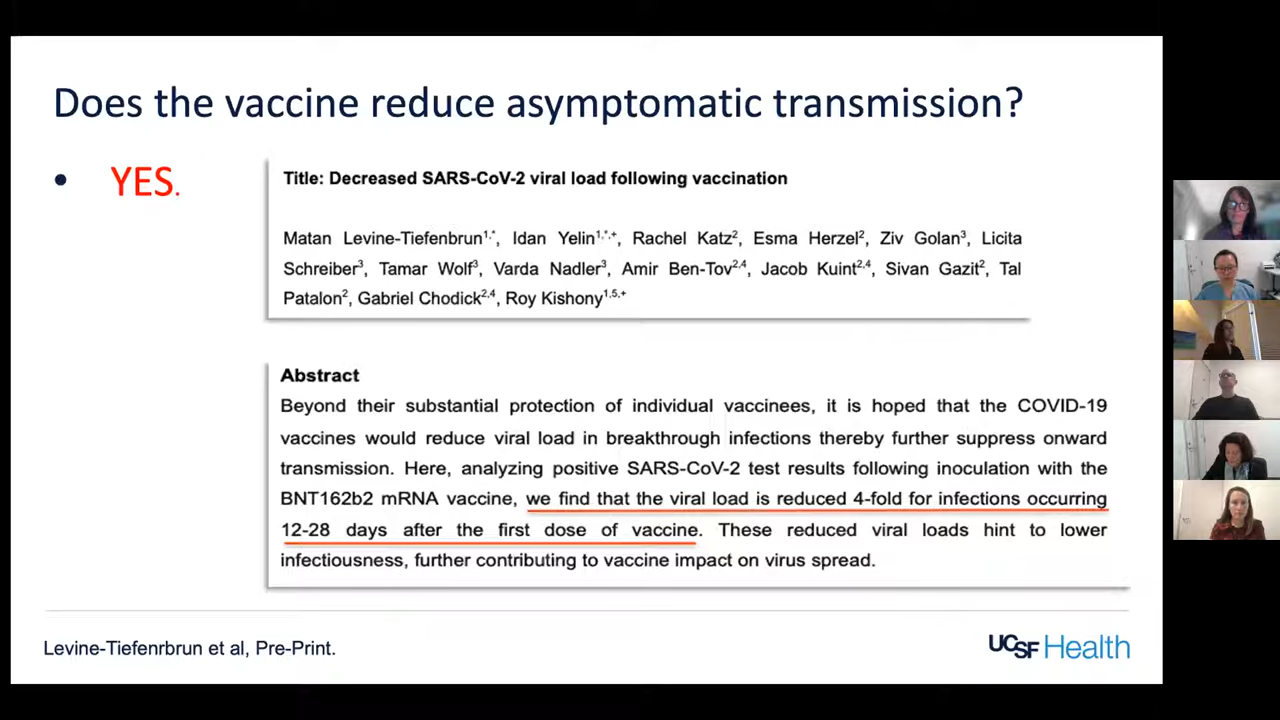 Does the vaccine reduce asymptomatic transmission?
• YES.
Title: Decreased SARS-CoV-2 viral load following vaccination
Matan Levine-Tiefenbrun1,*, Idan Yelin1,*,+, Rachel Katz2, Esma Herzel2, Ziv Golan3, Licita
Schreiber3, Tamar Wolf3, Varda Nadler3, Amir Ben-Tov2,4, Jacob Kuint2,4, Sivan Gazit2, Tal
Patalon2, Gabriel Chodick2,4, Roy Kishony1,5,+
Abstract
Beyond their substantial protection of individual vaccinees, it is hoped that the COVID-19
vaccines would reduce viral load in breakthrough infections thereby further suppress onward
transmission. Here, analyzing positive SARS-CoV-2 test results following inoculation with the
BNT162b2 mRNA vaccine, we find that the viral load is reduced 4-fold for infections occurring
12-28 days after the first dose of vaccine. These reduced viral loads hint to lower
infectiousness, further contributing to vaccine impact on virus spread.
Levine-Tiefenrbrun et al, Pre-Print.
UCSF Health